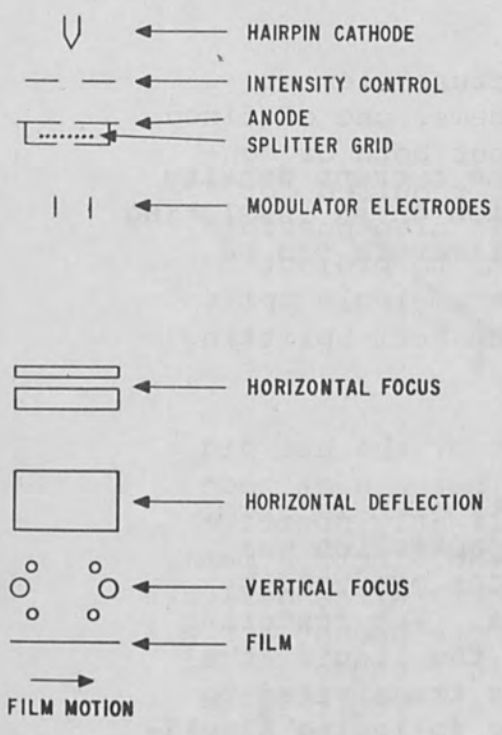 HAIRPIN CATHODE
INTENSITY CONTROL
ANODE
SPLITTER GRID
MODULATOR ELECTRODES
HORIZONTAL FOCUS
HORIZONTAL DEFLECTION
VERTICAL FOCUS
FILM
FILM MOTION